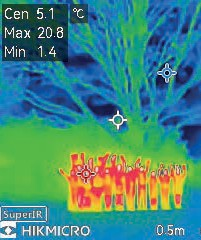 Cen 5.1 °C
Max 20.8
Min 1.4
SuperIR
HIKMICRO 0.5m